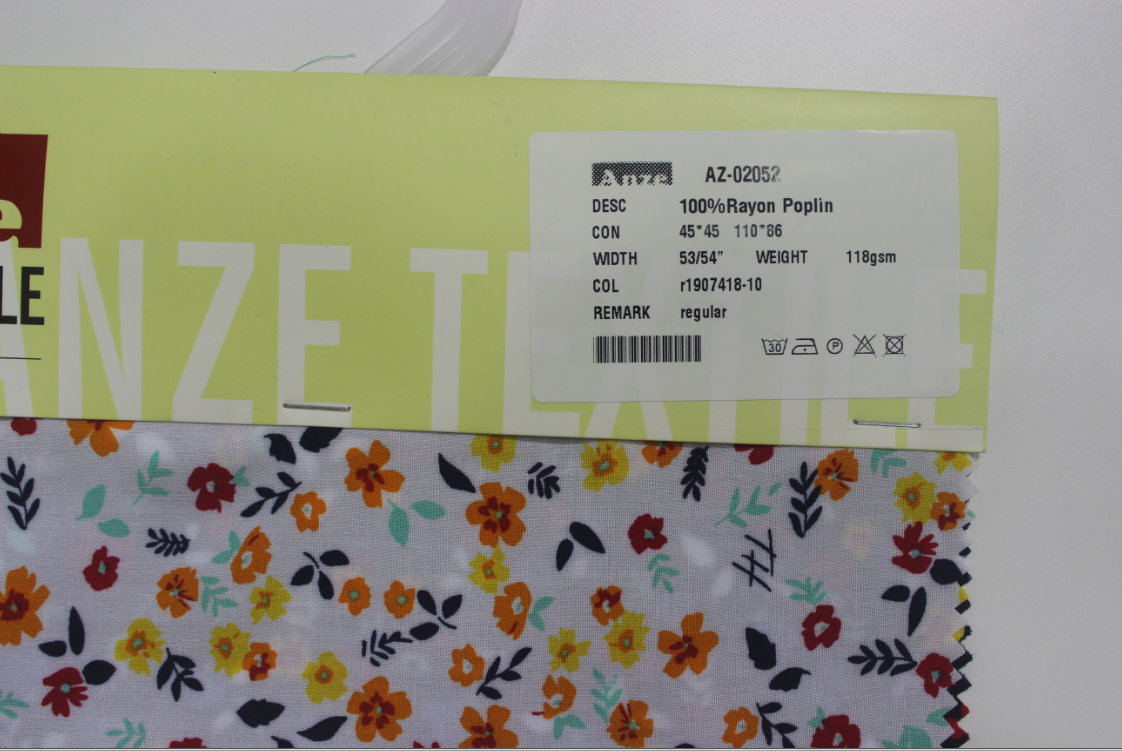 e
LE
ANZE TEXTILE
Anze AZ-02052
DESC 100%Rayon Poplin
CON 45*45 110*86
WIDTH 53/54" WEIGHT 118gsm
COL r1907418-10
REMARK regular
30 P